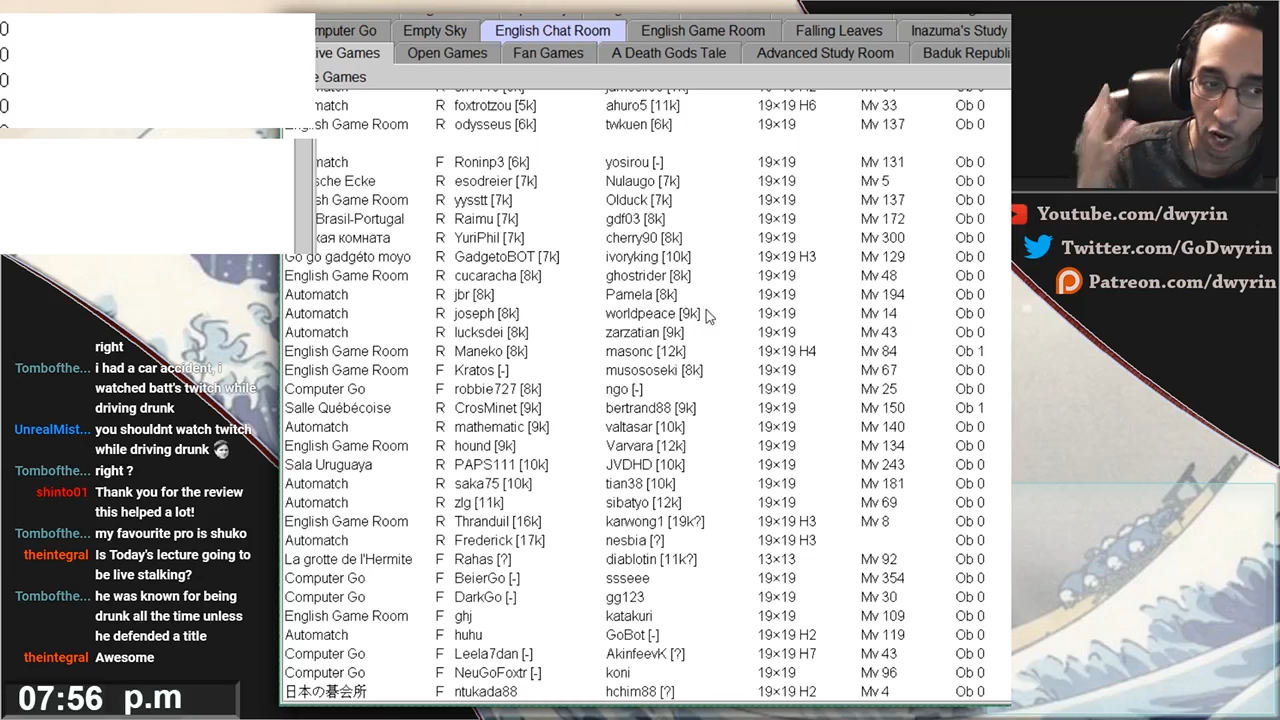 0
0
0
0
mputer Go Empty Sky English Chat Room English Game Room Falling Leaves Inazuma's Study
ive Games Open Games Fan Games A Death Gods Tale Advanced Study Room Baduk Republi
e Games
match R foxtrotzou [5k] ahuro5 [11k] 19×19 H6 Mv 33 Ob 0
English Game Room R odysseus [6k] twkuen [6k] 19×19 Mv 137 Ob 0
match F Roninp3 [6k] yosirou [-] 19×19 Mv 131 Ob 0
sche Ecke R esodreier [7k] Nulaugo [7k] 19×19 Mv 5 Ob 0
sh Game Room R yysstt [7k] Olduck [7k] 19×19 Mv 137 Ob 0
Brasil-Portugal R Raimu [7k] gdf03 [8k] 19×19 Mv 172 Ob 0
кая комната R YuriPhil [7k] cherry90 [8k] 19×19 Mv 300 Ob 0
Go go gadgéto moyo R GadgetoBOT [7k] ivoryking [10k] 19×19 H3 Mv 129 Ob 0
English Game Room R cucaracha [8k] ghostrider [8k] 19×19 Mv 48 Ob 0
Automatch R jbr [8k] Pamela [8k] 19×19 Mv 194 Ob 0
Automatch R joseph [8k] worldpeace [9k] 19×19 Mv 14 Ob 0
Automatch R lucksdei [8k] zarzatian [9k] 19×19 Mv 43 Ob 0
English Game Room R Maneko [8k] masonc [12k] 19×19 H4 Mv 84 Ob 1
English Game Room F Kratos [-] musososeki [8k] 19×19 Mv 67 Ob 0
Computer Go F robbie727 [8k] ngo [-] 19×19 Mv 25 Ob 0
Salle Québécoise R CrosMinet [9k] bertrand88 [9k] 19×19 Mv 150 Ob 1
Automatch R mathematic [9k] valtasar [10k] 19×19 Mv 140 Ob 0
English Game Room R hound [9k] Varvara [12k] 19×19 Mv 134 Ob 0
Sala Uruguaya R PAPS111 [10k] JVDHD [10k] 19×19 Mv 243 Ob 0
Automatch R saka75 [10k] tian38 [10k] 19×19 Mv 181 Ob 0
Automatch R zlg [11k] sibatyo [12k] 19×19 Mv 69 Ob 0
English Game Room R Thranduil [16k] karwong1 [19k?] 19×19 H3 Mv 8 Ob 0
Automatch R Frederick [17k] nesbia [?] 19×19 H3 Ob 0
La grotte de l'Hermite F Rahas [?] diablotin [11k?] 13×13 Mv 92 Ob 0
Computer Go F BeierGo [-] ssseee 19×19 Mv 354 Ob 0
Computer Go F DarkGo [-] gg123 19×19 Mv 30 Ob 0
English Game Room F ghj katakuri 19×19 Mv 109 Ob 0
Automatch F huhu GoBot [-] 19×19 H2 Mv 119 Ob 0
Computer Go F Leela7dan [-] AkinfeevK [?] 19×19 H7 Mv 43 Ob 0
Computer Go F NeuGoFoxtr [-] koni 19×19 Mv 96 Ob 0
日本の碁会所 F ntukada88 hchim88 [?] 19×19 H2 Mv 4 Ob 0
right
Tombofthe... i had a car accident, i
watched batt's twitch while
driving drunk
UnrealMist... you shouldnt watch twitch
while driving drunk
Tombofthe... right ?
shinto01 Thank you for the review
this helped a lot!
Tombofthe... my favourite pro is shuko
theintegral Is Today's lecture going to
be live stalking?
Tombofthe... he was known for being
drunk all the time unless
he defended a title
theintegral Awesome
07:56 p.m
Youtube.com/dwyrin
Twitter.com/GoDwyrin
Patreon.com/dwyrin